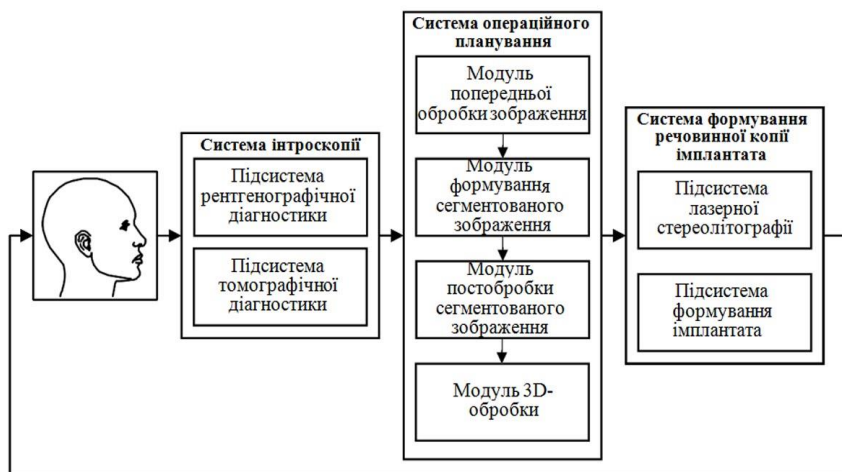 Система інтроскопії
Підсистема
рентгенографічної
діагностики
Підсистема
томографічної
діагностики
Система операційного
планування
Модуль
попередньої
обробки зображення
Модуль
формування
сегментованого
зображення
Модуль
постобробки
сегментованого
зображення
Модуль 3D-
обробки
Система формування
речовинної копії
імплантата
Підсистема
лазерної
стереолітографії
Підсистема
формування
імплантата